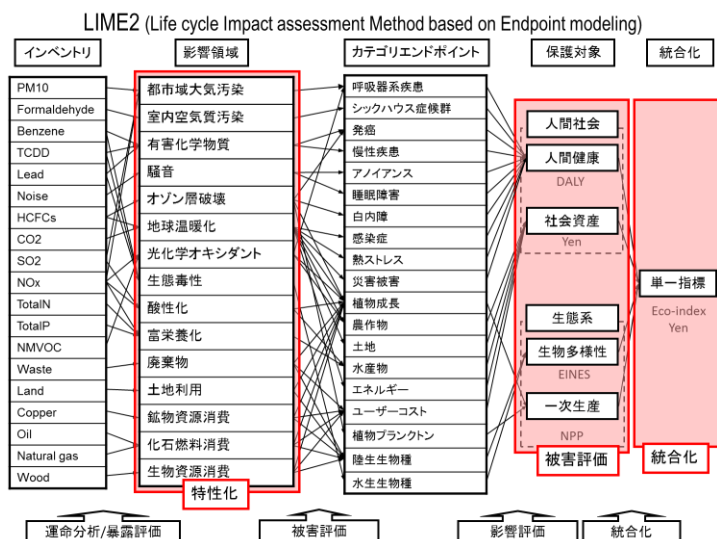 LIME2 (Life cycle Impact assessment Method based on Endpoint modeling)
インベントリ
影響領域
カテゴリエンドポイント
保護対象
統合化
PM10
Formaldehyde
Benzene
TCDD
Lead
Noise
HCFCs
CO2
SO2
NOx
TotalN
TotalP
NMVOC
Waste
Land
Copper
Oil
Natural gas
Wood
都市域大気汚染
室内空気質汚染
有害化学物質
騒音
オゾン層破壊
地球温暖化
光化学オキシダント
生態毒性
酸性化
富栄養化
廃棄物
土地利用
鉱物資源消費
化石燃料消費
生物資源消費
特性化
呼吸器系疾患
シックハウス症候群
発癌
慢性疾患
アノイアンス
睡眠障害
白内障
感染症
熱ストレス
災害被害
植物成長
農作物
土地
水産物
エネルギー
ユーザーコスト
植物プランクトン
陸生生物種
水生生物種
人間社会
人間健康
DALY
社会資産
Yen
生態系
生物多様性
EINES
一次生産
NPP
被害評価
単一指標
Eco-index
Yen
統合化
運命分析/暴露評価
被害評価
影響評価
統合化